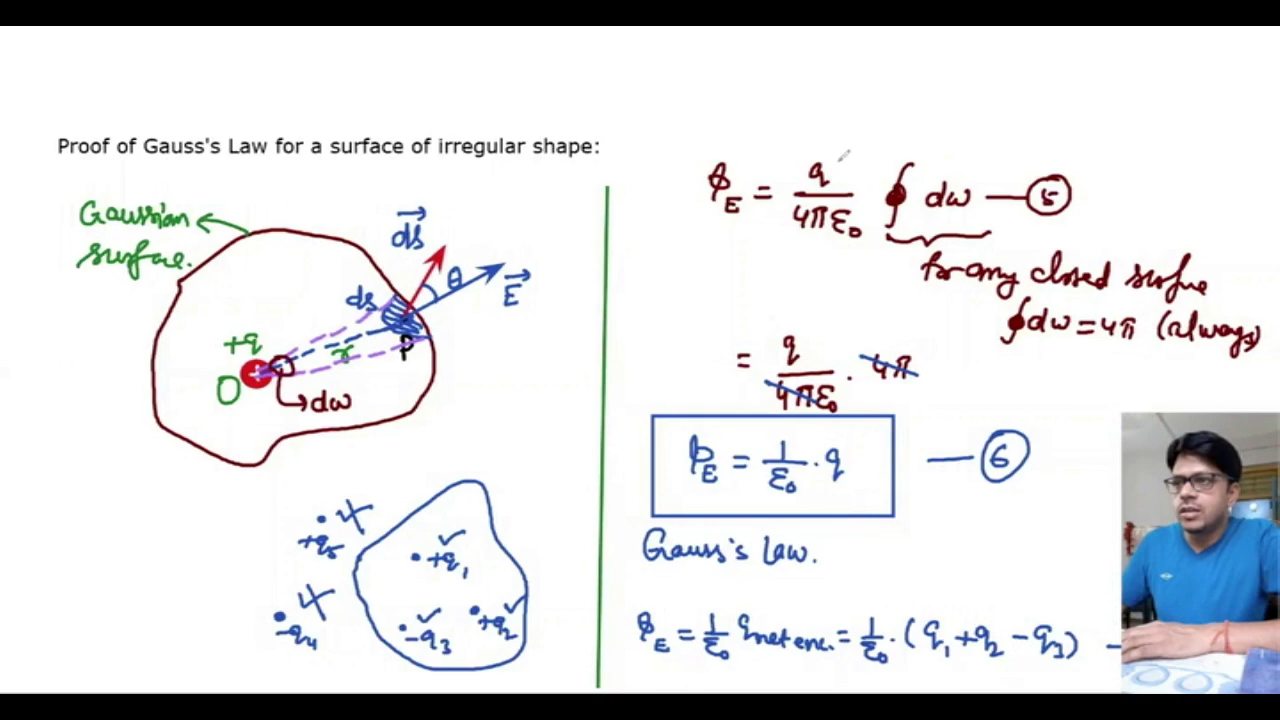 Proof of Gauss's Law for a surface of irregular shape:
Gaussian
surface.
ds
θ
E
ds
+q
r
P
O
dω
ϕE = q/4πε0 ∮ dω — 5
for any closed surface
∮dω = 4π (always)
= q/4πε0 . 4π
ϕE = 1/ε0 . q — 6
Gauss's Law.
+q5
+q1
-q4
-q3
+q2
ϕE = 1/ε0 qnet enc. = 1/ε0 . (q1 + q2 - q3) —